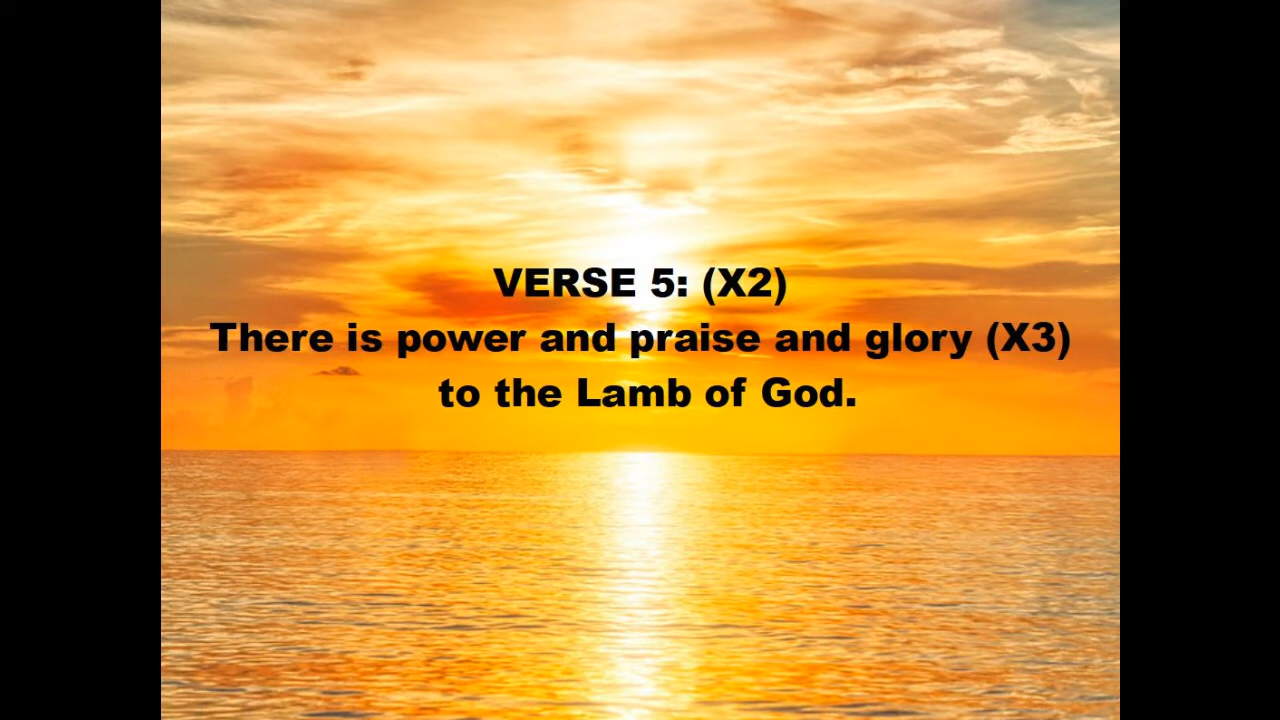 VERSE 5: (X2)
There is power and praise and glory (X3)
to the Lamb of God.